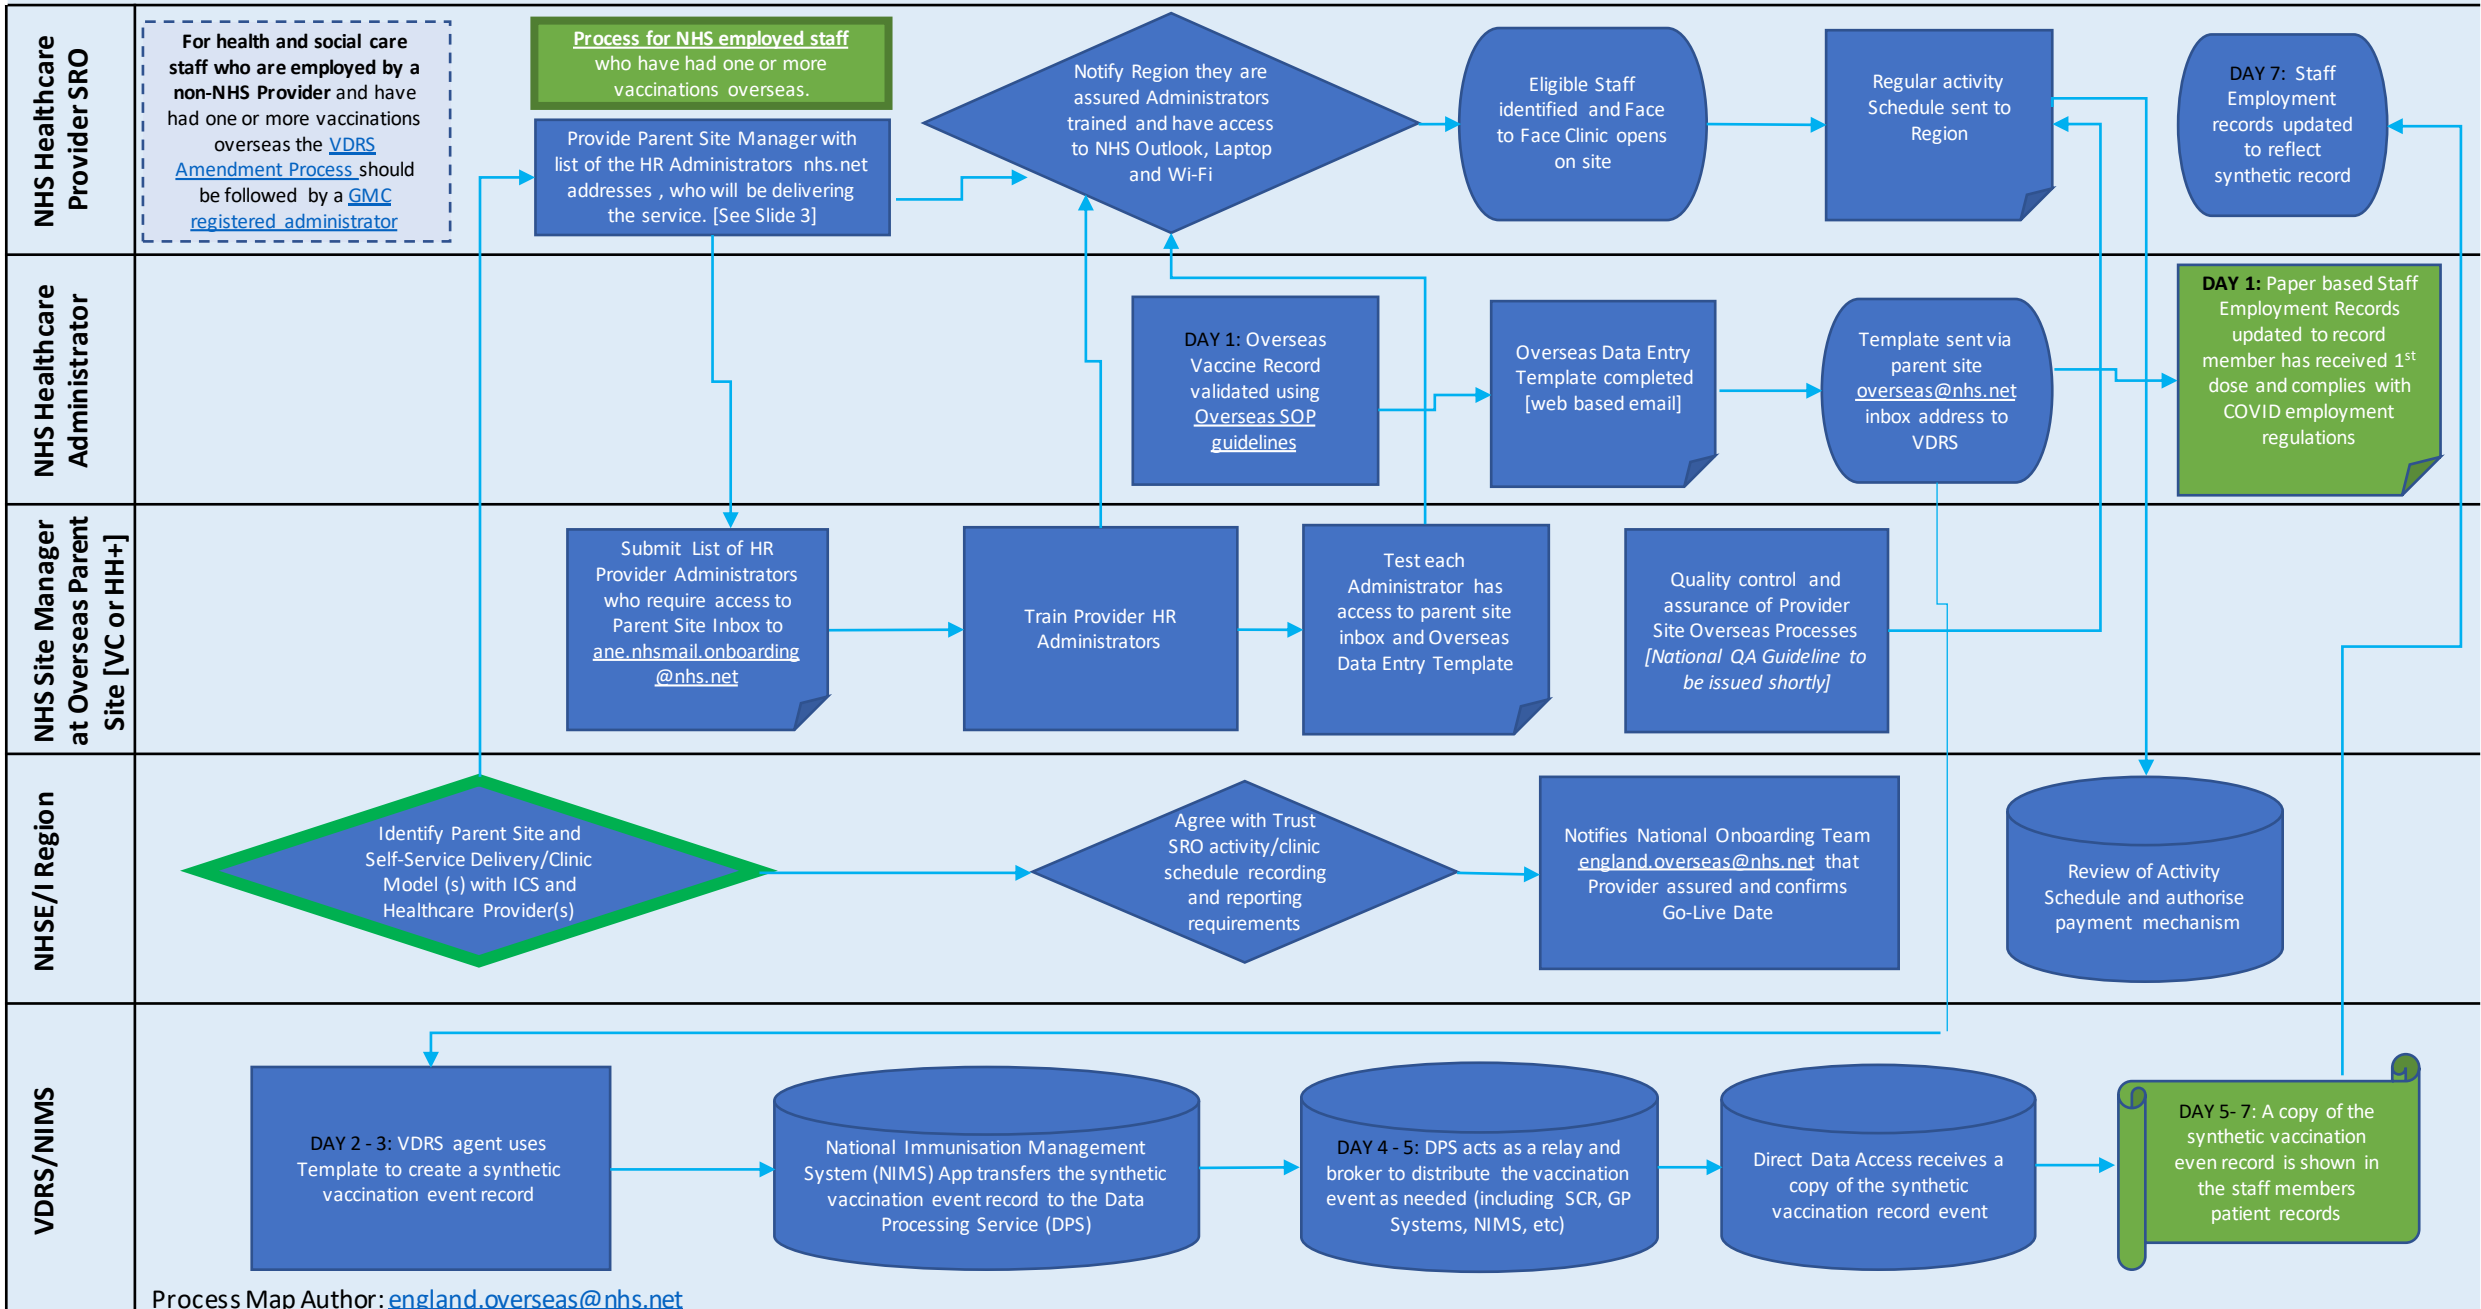 NHS Healthcare
Provider SRO
For health and social care
staff who are employed by a
non-NHS Provider and have
had one or more vaccinations
overseas the VDRS
Amendment Process should
be followed by a GMC
registered administrator
Process for NHS employed staff
who have had one or more
vaccinations overseas.
Provide Parent Site Manager with
list of the HR Administrators nhs.net
addresses , who will be delivering
the service. [See Slide 3]
Notify Region they are
assured Administrators
trained and have access
to NHS Outlook, Laptop
and Wi-Fi
Eligible Staff
identified and Face
to Face Clinic opens
on site
Regular activity
Schedule sent to
Region
DAY 7: Staff
Employment
records updated
to reflect
synthetic record
NHS Healthcare
Administrator
DAY 1: Overseas
Vaccine Record
validated using
Overseas SOP
guidelines
Overseas Data Entry
Template completed
[web based email]
Template sent via
parent site
overseas@nhs.net
inbox address to
VDRS
DAY 1: Paper based Staff
Employment Records
updated to record
member has received 1st
dose and complies with
COVID employment
regulations
NHS Site Manager
at Overseas Parent
Site [VC or HH+]
Submit List of HR
Provider Administrators
who require access to
Parent Site Inbox to
ane.nhsmail.onboarding
@nhs.net
Train Provider HR
Administrators
Test each
Administrator has
access to parent site
inbox and Overseas
Data Entry Template
Quality control and
assurance of Provider
Site Overseas Processes
[National QA Guideline to
be issued shortly]
NHSE/I Region
Identify Parent Site and
Self-Service Delivery/Clinic
Model (s) with ICS and
Healthcare Provider(s)
Agree with Trust
SRO activity/clinic
schedule recording
and reporting
requirements
Notifies National Onboarding Team
england.overseas@nhs.net that
Provider assured and confirms
Go-Live Date
Review of Activity
Schedule and authorise
payment mechanism
VDRS/NIMS
DAY 2 - 3: VDRS agent uses
Template to create a synthetic
vaccination event record
National Immunisation Management
System (NIMS) App transfers the synthetic
vaccination event record to the Data
Processing Service (DPS)
DAY 4 - 5: DPS acts as a relay and
broker to distribute the vaccination
event as needed (including SCR, GP
Systems, NIMS, etc)
Direct Data Access receives a
copy of the synthetic
vaccination record event
DAY 5- 7: A copy of the
synthetic vaccination
even record is shown in
the staff members
patient records
Process Map Author: england.overseas@nhs.net